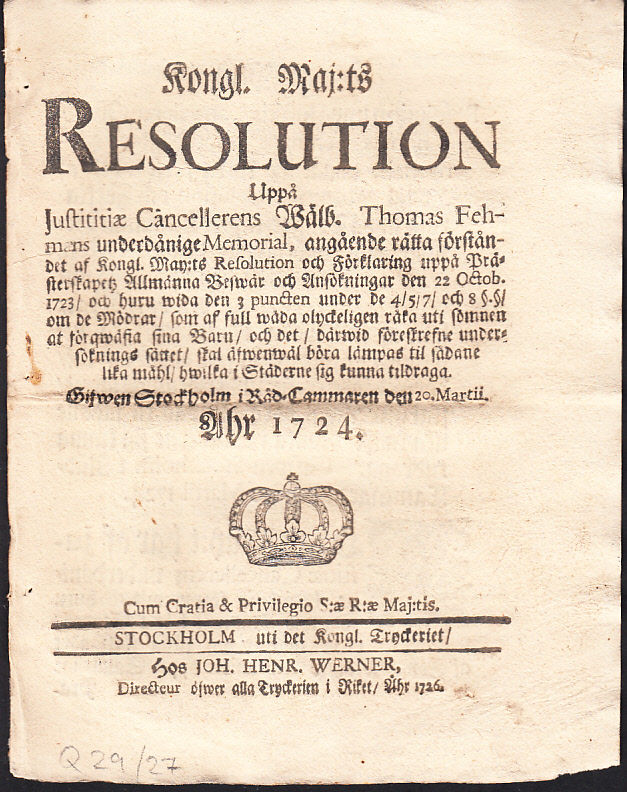 Kongl. Maj:ts
RESOLUTION
Uppå
Justititiæ Cancellerens Wälb. Thomas Feh-
mans underdånige Memorial, angående rätta förstån-
det af Kongl. May:ts Resolution och Förklaring uppå Prä-
sterskapetz Allmänna Beswär och Ansökningar den 22 Octob.
1723/ och huru wida den 3 puncten under de 4/5/7/ och 8 §.§/
om de Mödrar/ som af full wåda olyckeligen råka uti sömnen
at förqwäfia sina Barn/ och det/ därwid föreskrefne under-
söknings sättet/ skal äfwenwäl böra lämpas til sådane
lika mähl/ hwilka i Städerne sig kunna tildraga.
Gifwen Stockholm i Råd-Cammaren den 20. Martii.
Ahr 1724.
Cum Gratia & Privilegio S:æ R:æ Maj:tis.
STOCKHOLM uti det Kongl. Tryckeriet/
Hos JOH. HENR. WERNER,
Directeur öfwer alla Tryckerien i Riket/ Åhr 1726.
Q 29/27